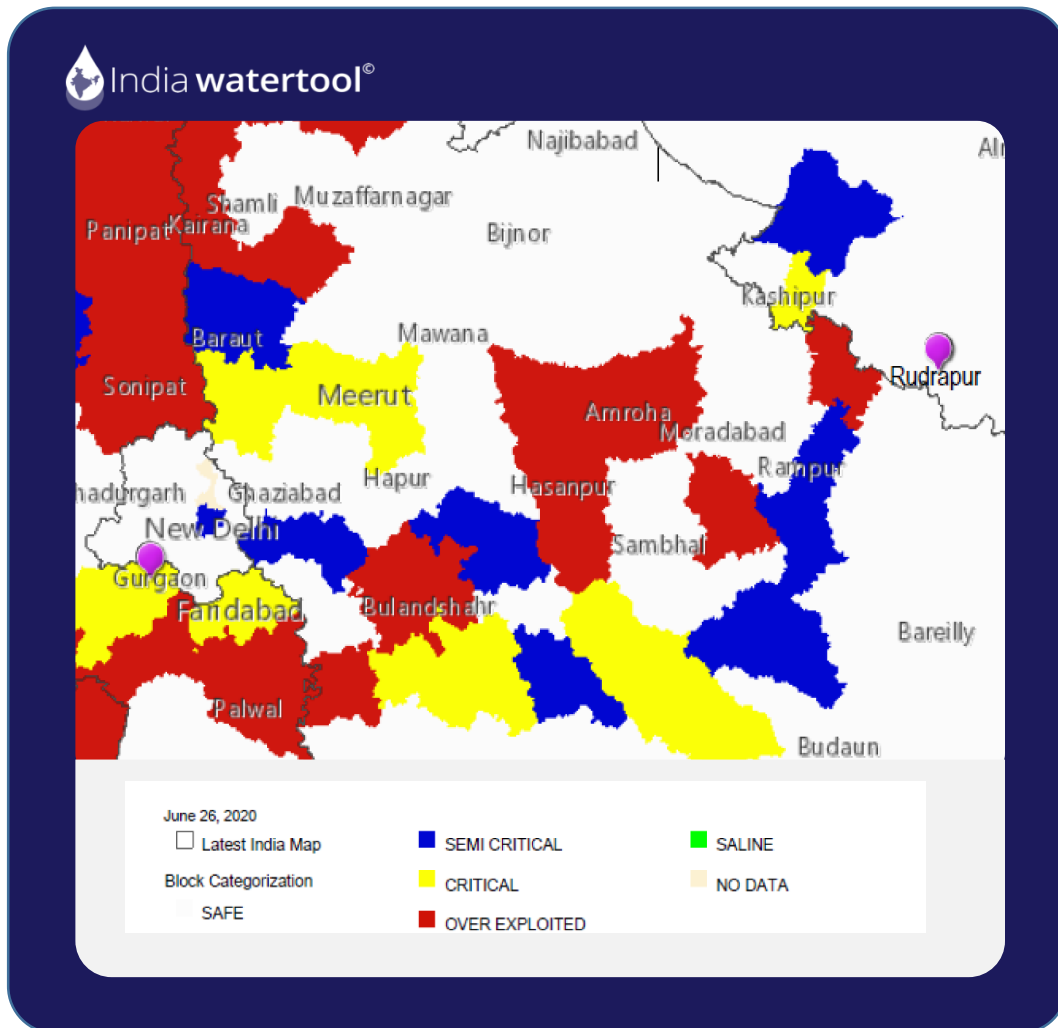 India watertool©
Najibabad
Alr
Shamli
Muzaffarnagar
Panipat
Kairana
Bijnor
Kashipur
Baraut
Mawana
Sonipat
Meerut
Rudrapur
Amroha
Moradabad
hadurgarh
Ghaziabad
Hapur
Hasanpur
Rampur
New Delhi
Sambhal
Gurgaon
Faridabad
Bulandshahr
Bareilly
Palwal
Budaun
June 26, 2020
Latest India Map
SEMI CRITICAL
SALINE
Block Categorization
CRITICAL
NO DATA
SAFE
OVER EXPLOITED